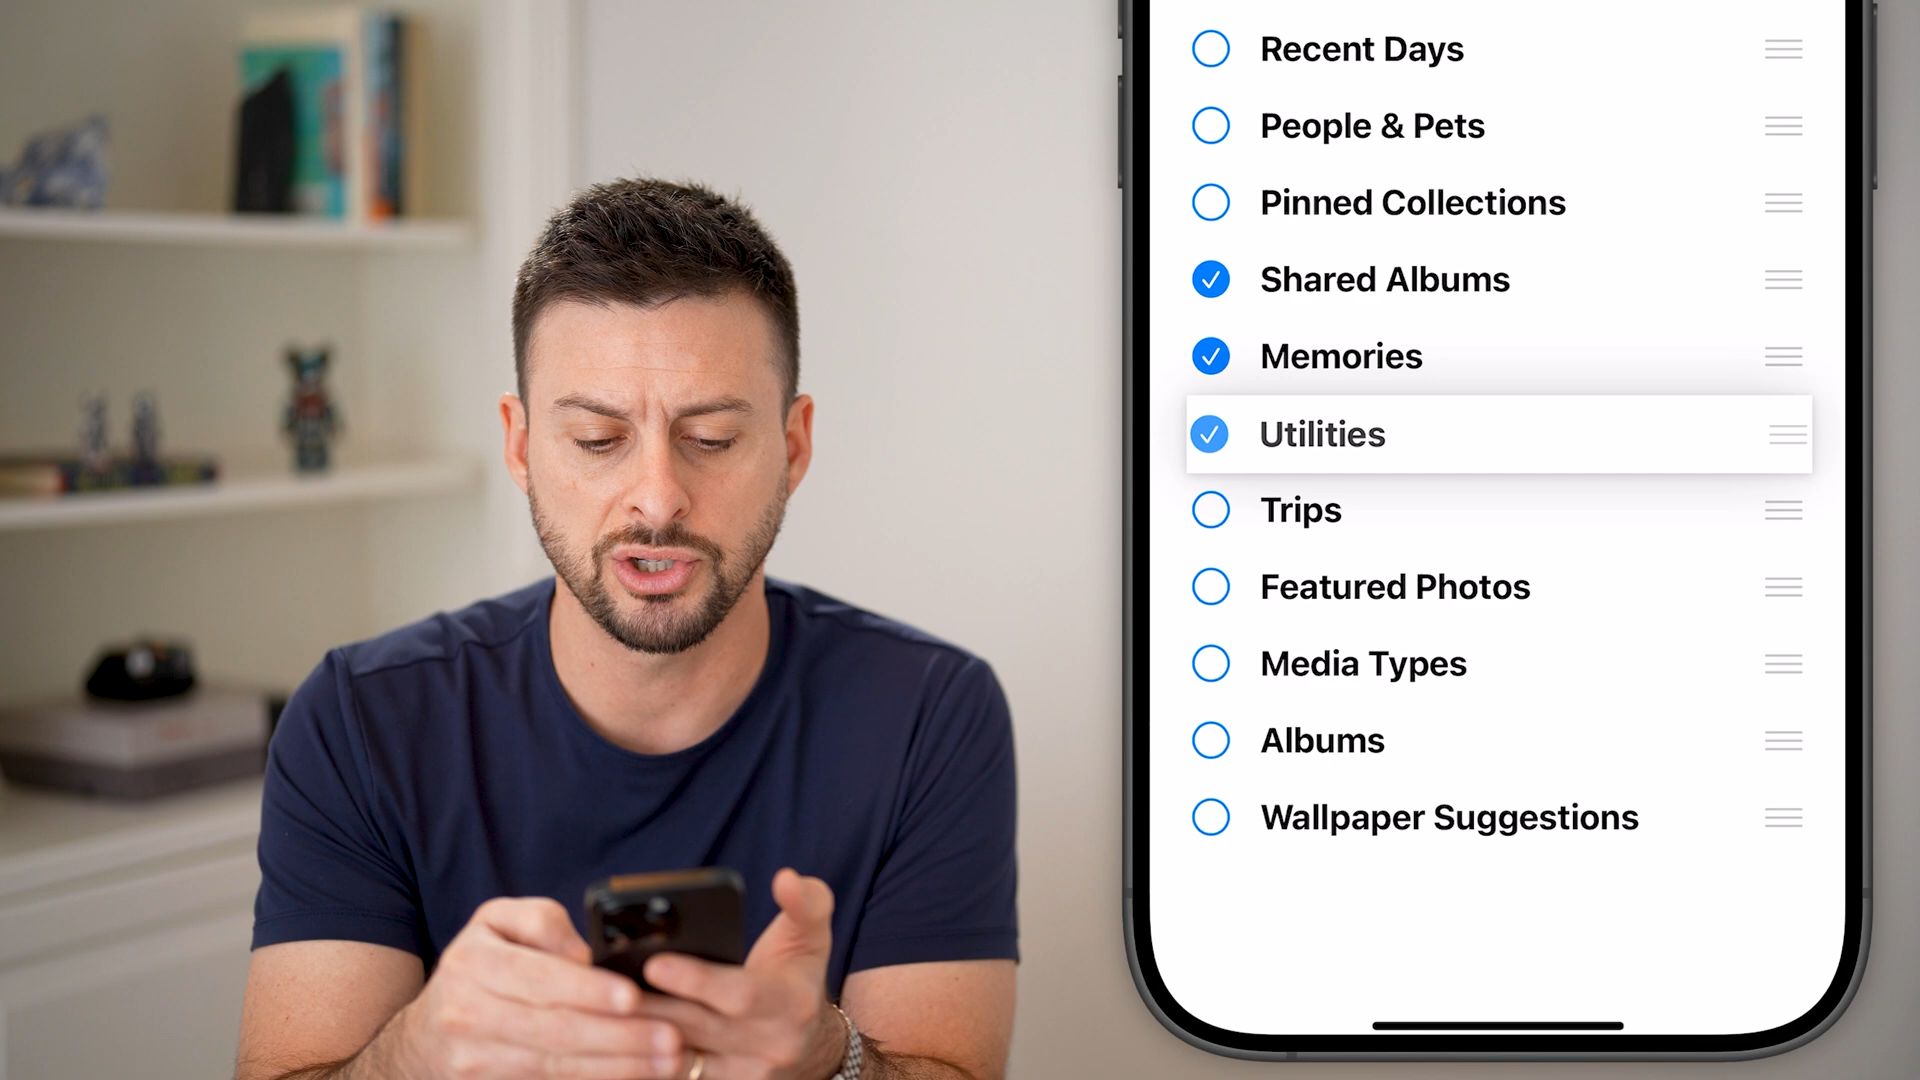 Recent Days
People & Pets
Pinned Collections
Shared Albums
Memories
Utilities
Trips
Featured Photos
Media Types
Albums
Wallpaper Suggestions